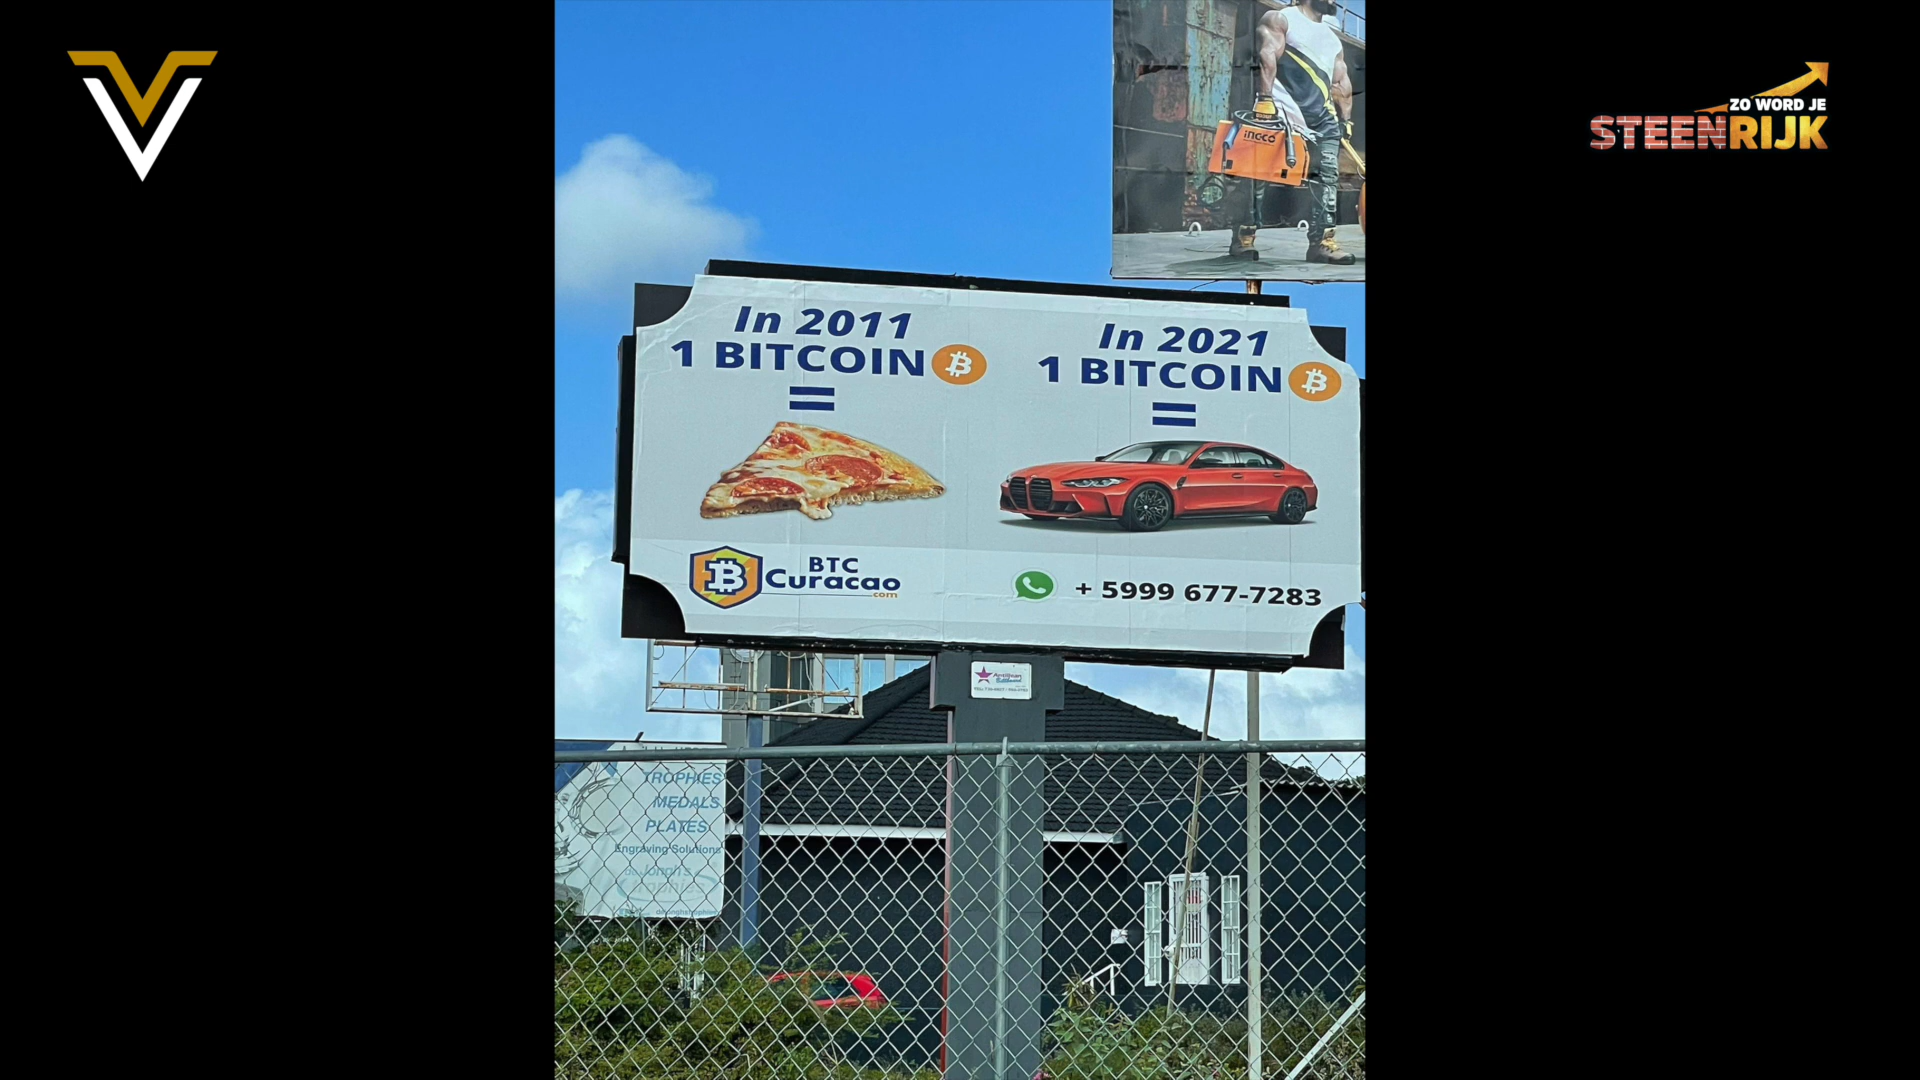 ZO WORD JE
STEENRIJK
INGCO
In 2011
1 BITCOIN
=
In 2021
1 BITCOIN
=
BTC
Curacao
.com
+ 5999 677-7283
Antillean
TROPHIES
MEDALS
PLATES
Engraving Solutions